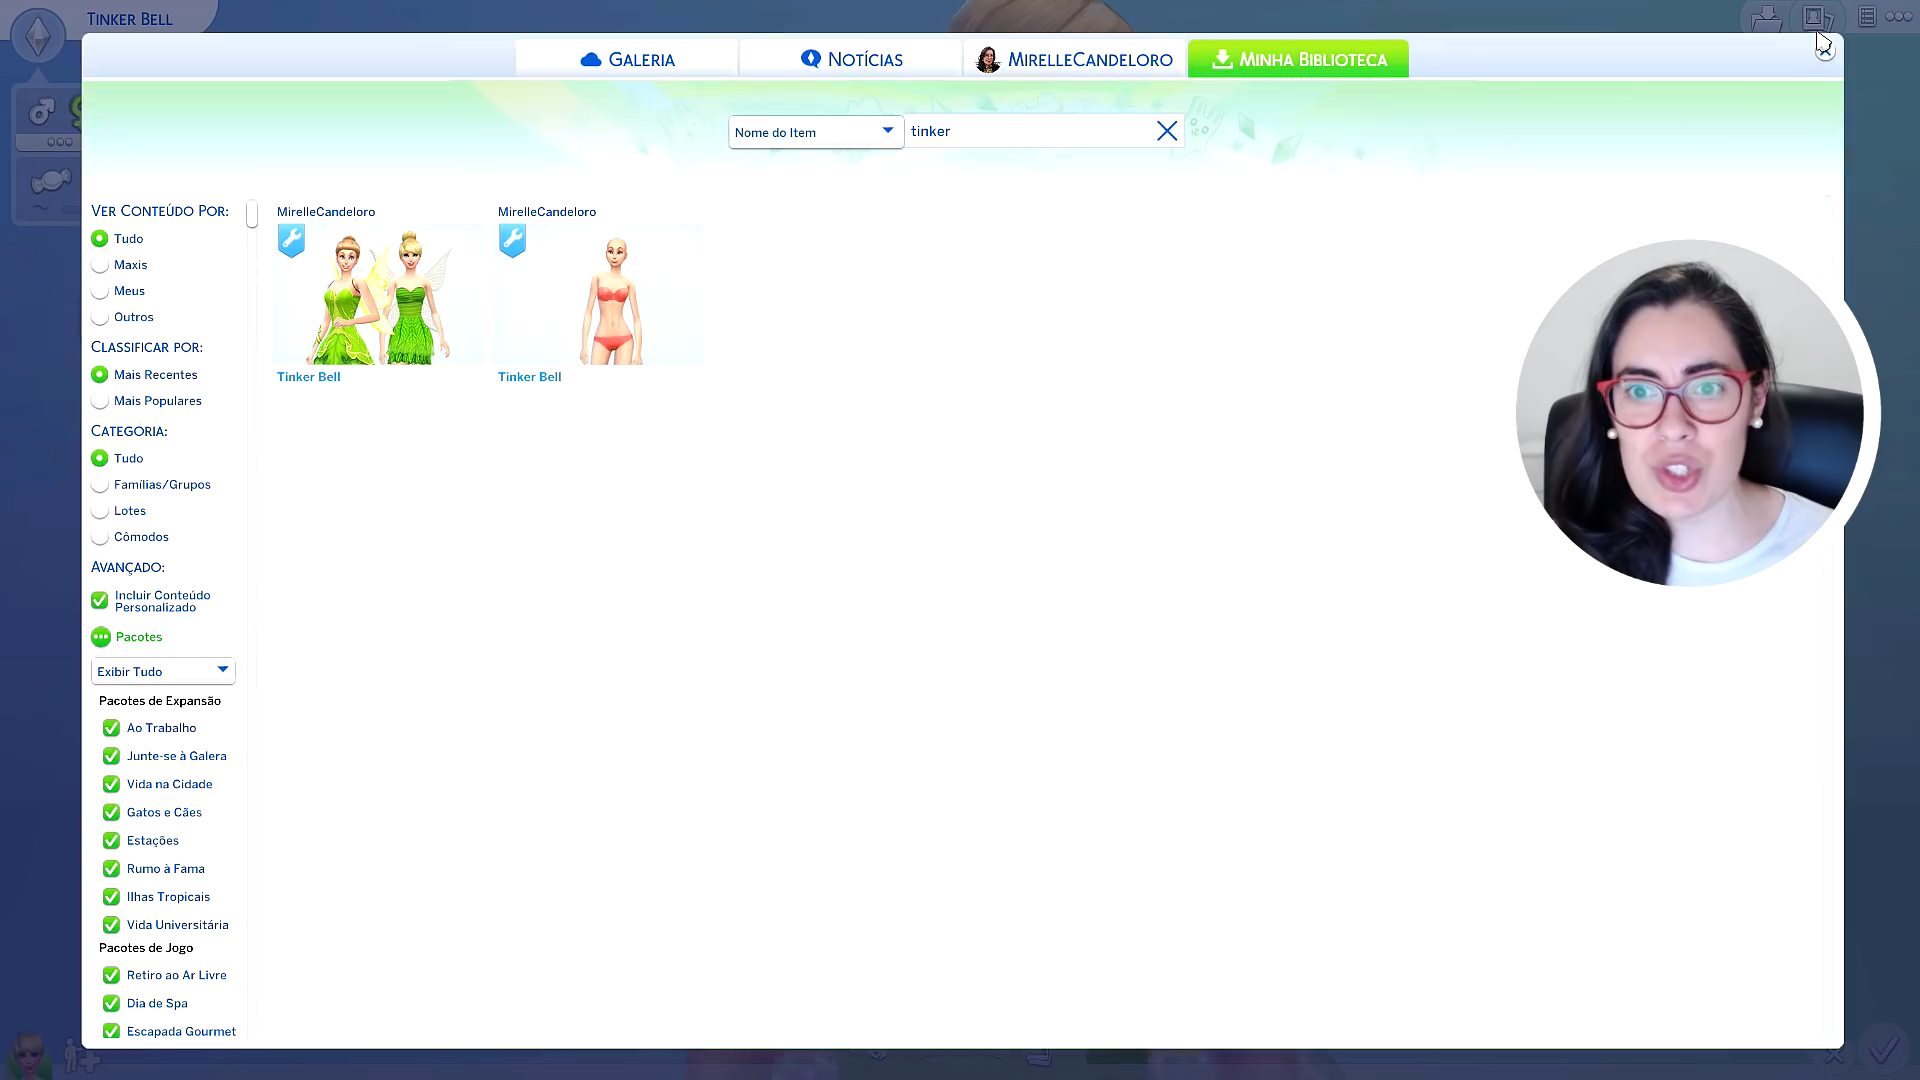 TINKER BELL
GALERIA
NOTÍCIAS
MIRELLECANDELORO
MINHA BIBLIOTECA
Nome do Item
tinker
VER CONTEÚDO POR:
Tudo
Maxis
Meus
Outros
CLASSIFICAR POR:
Mais Recentes
Mais Populares
CATEGORIA:
Tudo
Famílias/Grupos
Lotes
Cômodos
AVANÇADO:
Incluir Conteúdo
Personalizado
Pacotes
Exibir Tudo
Pacotes de Expansão
Ao Trabalho
Junte-se à Galera
Vida na Cidade
Gatos e Cães
Estações
Rumo à Fama
Ilhas Tropicais
Vida Universitária
Pacotes de Jogo
Retiro ao Ar Livre
Dia de Spa
Escapada Gourmet
MirelleCandeloro
Tinker Bell
MirelleCandeloro
Tinker Bell